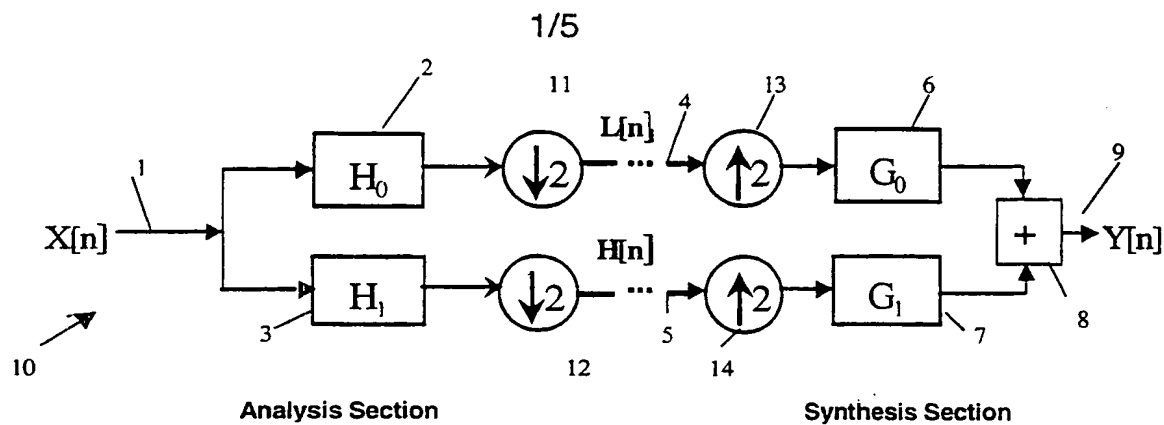 1/5
2 11 13 6
L[n] 4
1 H₀ ↓2 ... ↑2 G₀ 9
X[n] + Y[n]
H[n]
H₁ ↓2 ... ↑2 G₁
10 3 12 5 14 7 8
Analysis Section Synthesis Section